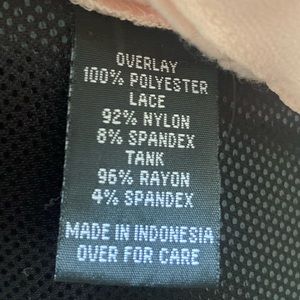 OVERLAY
100% POLYESTER
LACE
92% NYLON
8% SPANDEX
TANK
96% RAYON
4% SPANDEX
MADE IN INDONESIA
OVER FOR CARE